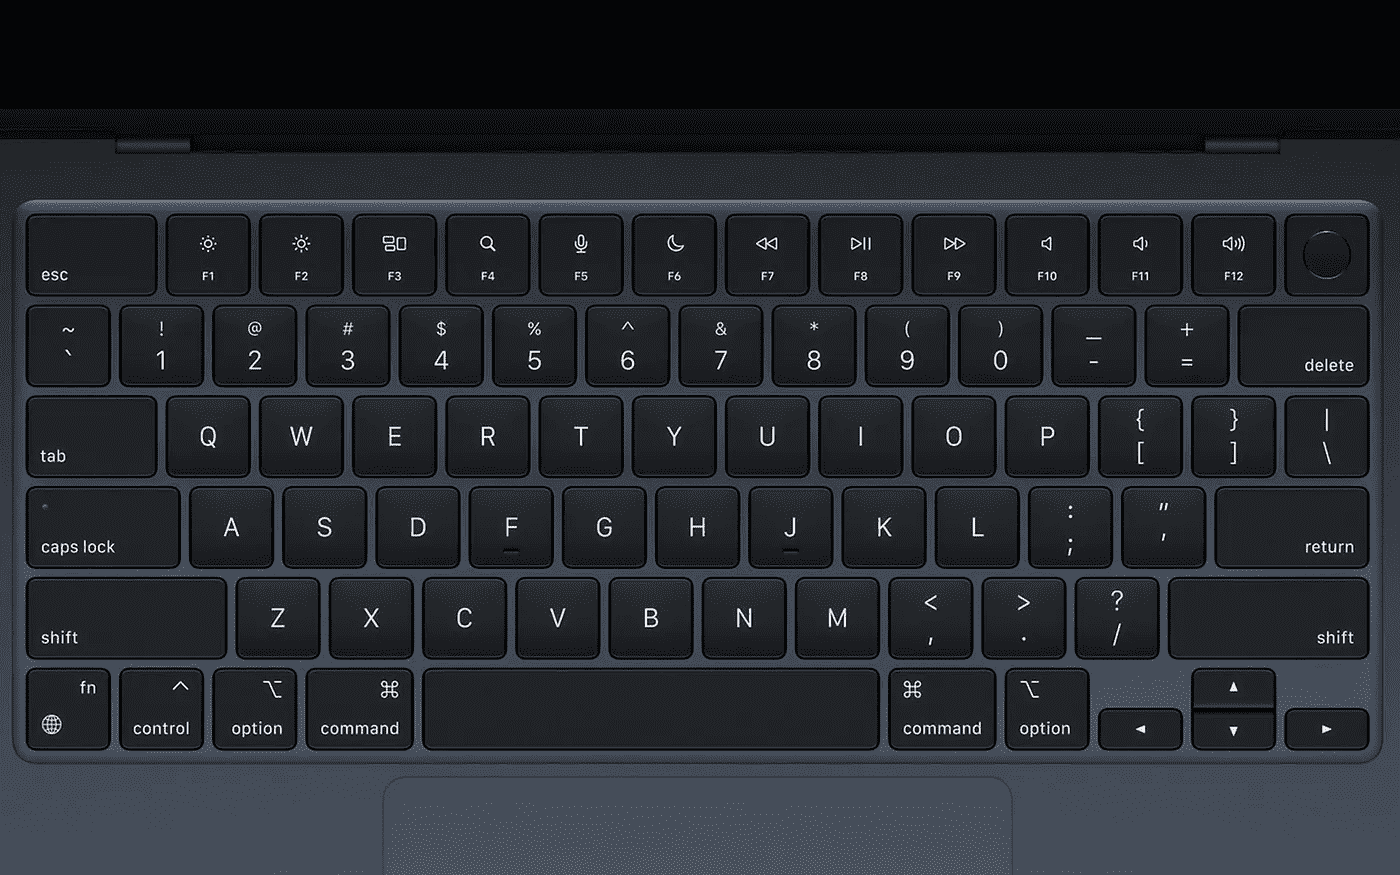 esc F1 F2 F3 F4 F5 F6 F7 F8 F9 F10 F11 F12
~ ! @ # $ % ^ & * ( ) _ +
` 1 2 3 4 5 6 7 8 9 0 - = delete
tab Q W E R T Y U I O P { [ } ] | \
caps lock A S D F G H J K L : ; " ' return
shift Z X C V B N M < , > . ? / shift
fn ^ ⌥ ⌘ ⌘ ⌥ ▲
control option command command option ◀ ▼ ▶